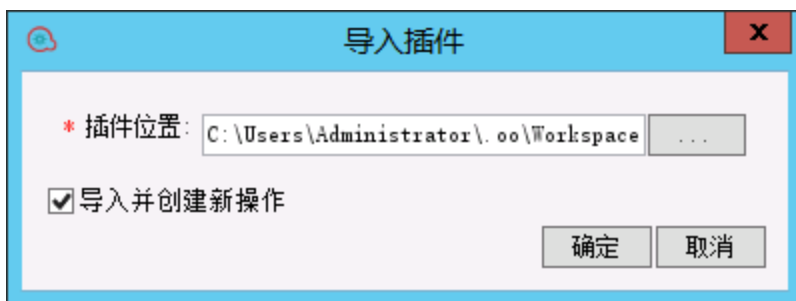 导入插件
x
* 插件位置: C:\Users\Administrator\.oo\Workspace ...
导入并创建新操作
确定 取消